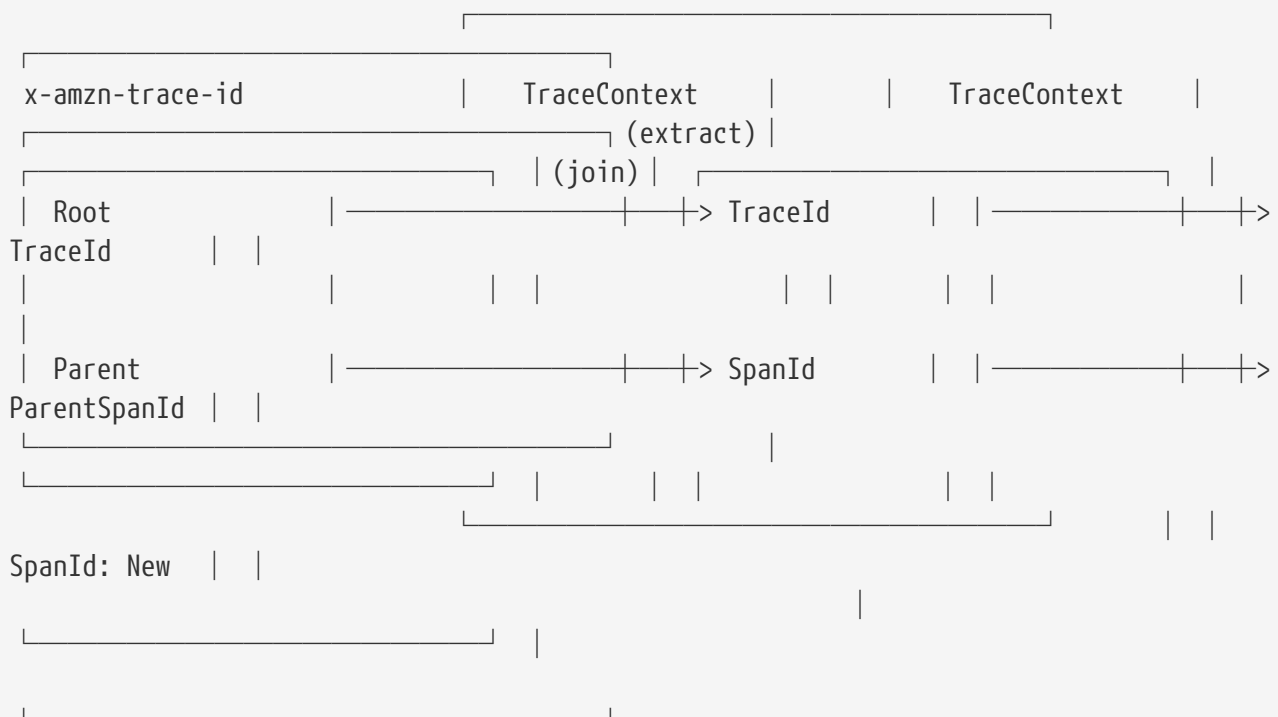 x-amzn-trace-id │ TraceContext │ │ TraceContext │
(extract) │
│ (join) │
│ Root │ ─┼──┼> TraceId │ │ ─┼──┼>
TraceId │ │
│ Parent │ ─┼──┼> SpanId │ │ ─┼──┼>
ParentSpanId │ │
SpanId: New │ │